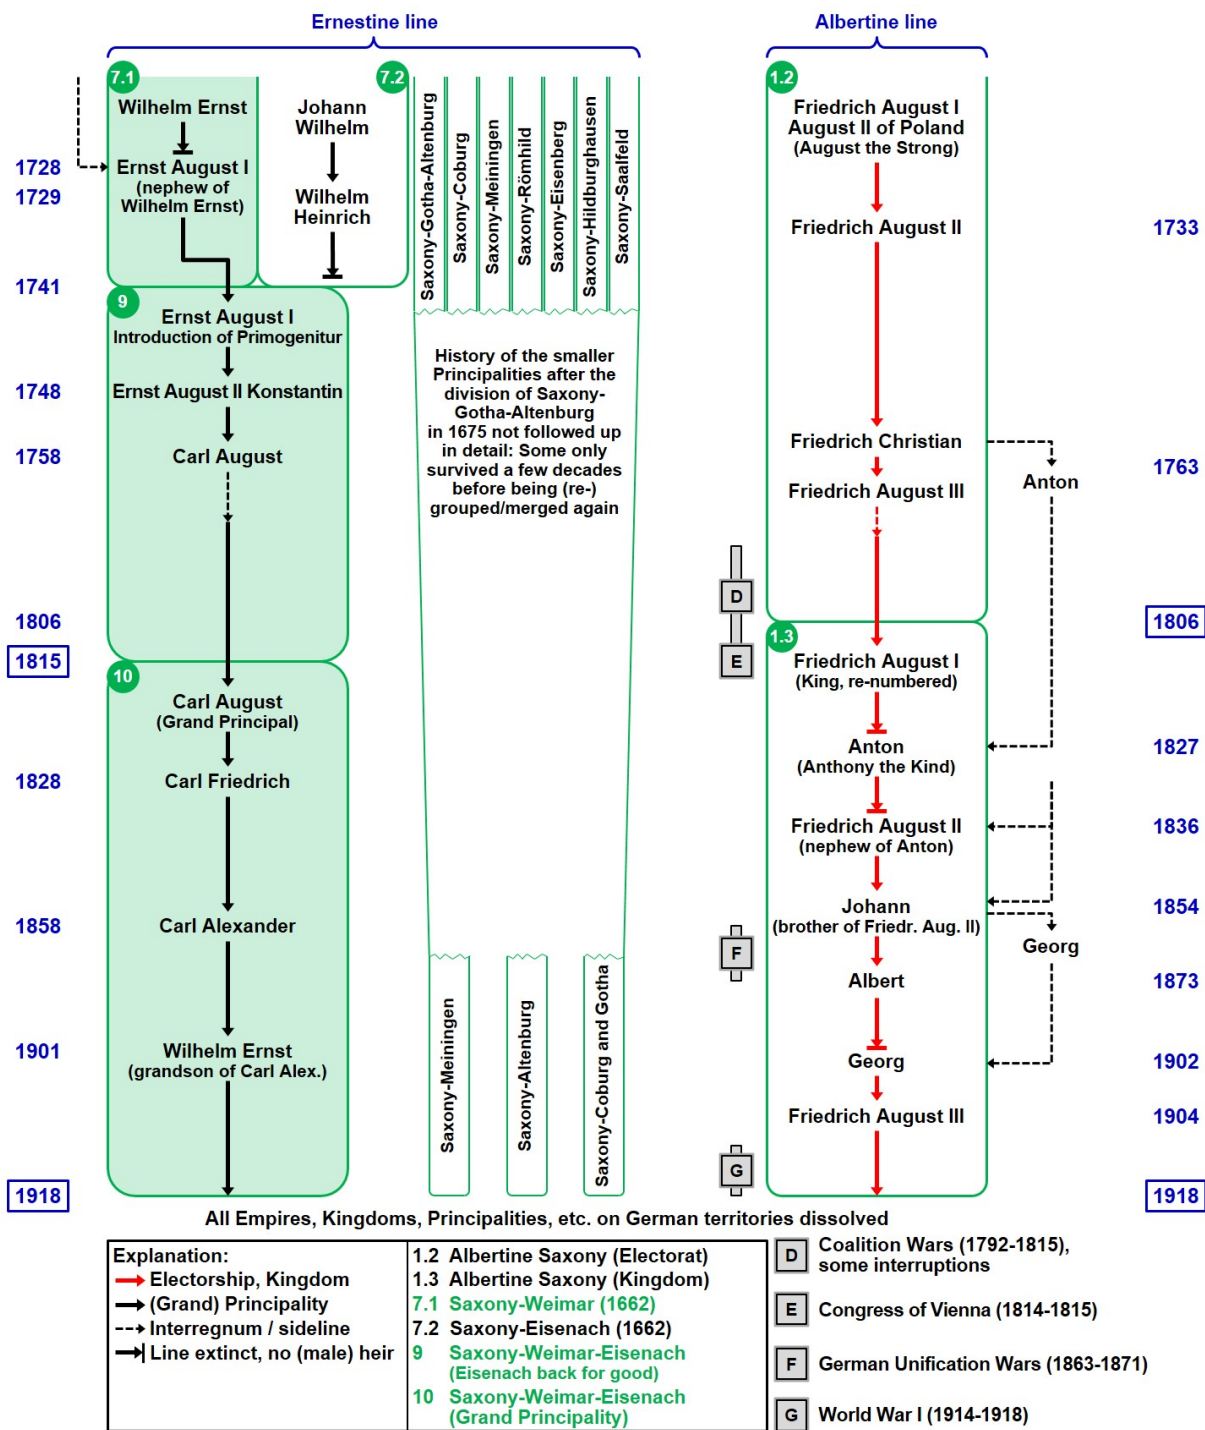 Ernestine line
Albertine line
7.1
7.2
1.2
Wilhelm Ernst
Ernst August I
(nephew of
Wilhelm Ernst)
Johann
Wilhelm
Wilhelm
Heinrich
Saxony-Gotha-Altenburg
Saxony-Coburg
Saxony-Meiningen
Saxony-Römhild
Saxony-Eisenberg
Saxony-Hildburghausen
Saxony-Saalfeld
Friedrich August I
August II of Poland
(August the Strong)
Friedrich August II
1728
1729
1733
1741
9
Ernst August I
Introduction of Primogenitur
1748
Ernst August II Konstantin
1758
Carl August
History of the smaller
Principalities after the
division of Saxony-
Gotha-Altenburg
in 1675 not followed up
in detail: Some only
survived a few decades
before being (re-)
grouped/merged again
Friedrich Christian
1763
Anton
Friedrich August III
D
1806
1806
1815
E
1.3
Friedrich August I
(King, re-numbered)
10
Carl August
(Grand Principal)
Anton
(Anthony the Kind)
1827
1828
Carl Friedrich
Friedrich August II
(nephew of Anton)
1836
Johann
(brother of Friedr. Aug. II)
1854
1858
Carl Alexander
Georg
F
Albert
1873
1901
Wilhelm Ernst
(grandson of Carl Alex.)
Saxony-Meiningen
Saxony-Altenburg
Saxony-Coburg and Gotha
Georg
1902
Friedrich August III
1904
G
1918
1918
All Empires, Kingdoms, Principalities, etc. on German territories dissolved
Explanation:
Electorship, Kingdom
(Grand) Principality
Interregnum / sideline
Line extinct, no (male) heir
1.2 Albertine Saxony (Electorat)
1.3 Albertine Saxony (Kingdom)
7.1 Saxony-Weimar (1662)
7.2 Saxony-Eisenach (1662)
9 Saxony-Weimar-Eisenach
(Eisenach back for good)
10 Saxony-Weimar-Eisenach
(Grand Principality)
D Coalition Wars (1792-1815),
some interruptions
E Congress of Vienna (1814-1815)
F German Unification Wars (1863-1871)
G World War I (1914-1918)